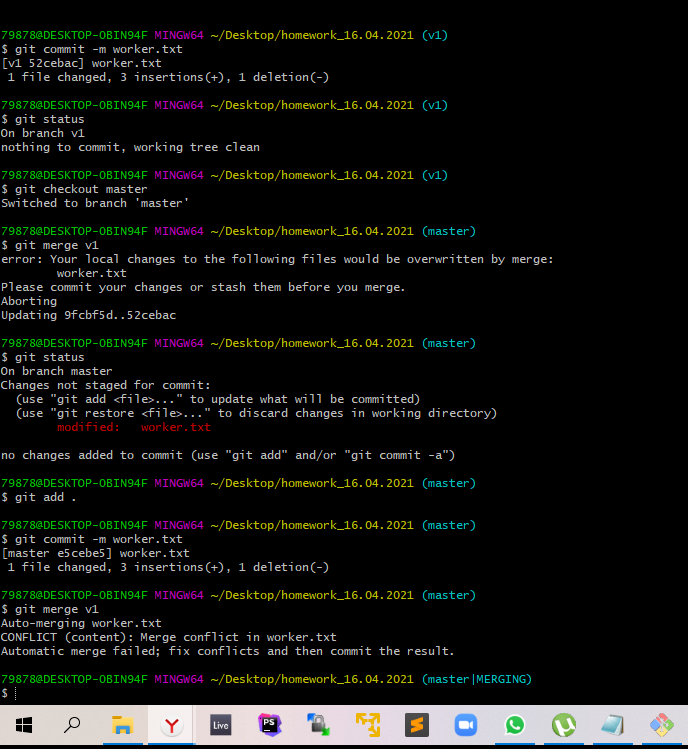 79878@DESKTOP-0BIN94F MINGW64 ~/Desktop/homework_16.04.2021 (v1)
$ git commit -m worker.txt
[v1 52cebac] worker.txt
 1 file changed, 3 insertions(+), 1 deletion(-)
79878@DESKTOP-0BIN94F MINGW64 ~/Desktop/homework_16.04.2021 (v1)
$ git status
On branch v1
nothing to commit, working tree clean
79878@DESKTOP-0BIN94F MINGW64 ~/Desktop/homework_16.04.2021 (v1)
$ git checkout master
Switched to branch 'master'
79878@DESKTOP-0BIN94F MINGW64 ~/Desktop/homework_16.04.2021 (master)
$ git merge v1
error: Your local changes to the following files would be overwritten by merge:
        worker.txt
Please commit your changes or stash them before you merge.
Aborting
Updating 9fcbf5d..52cebac
79878@DESKTOP-0BIN94F MINGW64 ~/Desktop/homework_16.04.2021 (master)
$ git status
On branch master
Changes not staged for commit:
  (use "git add <file>..." to update what will be committed)
  (use "git restore <file>..." to discard changes in working directory)
        modified:   worker.txt
no changes added to commit (use "git add" and/or "git commit -a")
79878@DESKTOP-0BIN94F MINGW64 ~/Desktop/homework_16.04.2021 (master)
$ git add .
79878@DESKTOP-0BIN94F MINGW64 ~/Desktop/homework_16.04.2021 (master)
$ git commit -m worker.txt
[master e5cebe5] worker.txt
 1 file changed, 3 insertions(+), 1 deletion(-)
79878@DESKTOP-0BIN94F MINGW64 ~/Desktop/homework_16.04.2021 (master)
$ git merge v1
Auto-merging worker.txt
CONFLICT (content): Merge conflict in worker.txt
Automatic merge failed; fix conflicts and then commit the result.
79878@DESKTOP-0BIN94F MINGW64 ~/Desktop/homework_16.04.2021 (master|MERGING)
$
Live
PS